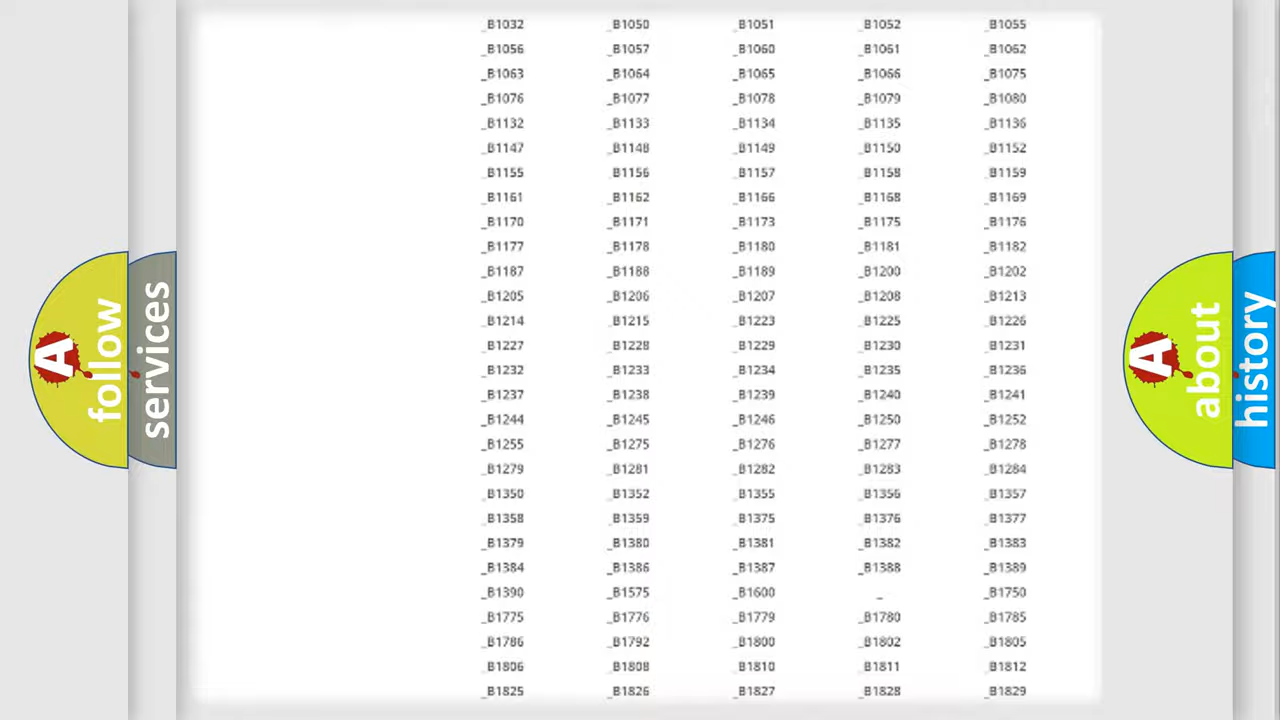 _B1032 _B1050 _B1051 _B1052 _B1055
_B1056 _B1057 _B1060 _B1061 _B1062
_B1063 _B1064 _B1065 _B1066 _B1075
_B1076 _B1077 _B1078 _B1079 _B1080
_B1132 _B1133 _B1134 _B1135 _B1136
_B1147 _B1148 _B1149 _B1150 _B1152
_B1155 _B1156 _B1157 _B1158 _B1159
_B1161 _B1162 _B1166 _B1168 _B1169
_B1170 _B1171 _B1173 _B1175 _B1176
_B1177 _B1178 _B1180 _B1181 _B1182
_B1187 _B1188 _B1189 _B1200 _B1202
_B1205 _B1206 _B1207 _B1208 _B1213
_B1214 _B1215 _B1223 _B1225 _B1226
_B1227 _B1228 _B1229 _B1230 _B1231
_B1232 _B1233 _B1234 _B1235 _B1236
_B1237 _B1238 _B1239 _B1240 _B1241
_B1244 _B1245 _B1246 _B1250 _B1252
_B1255 _B1275 _B1276 _B1277 _B1278
_B1279 _B1281 _B1282 _B1283 _B1284
_B1350 _B1352 _B1355 _B1356 _B1357
_B1358 _B1359 _B1375 _B1376 _B1377
_B1379 _B1380 _B1381 _B1382 _B1383
_B1384 _B1386 _B1387 _B1388 _B1389
_B1390 _B1575 _B1600 _ _B1750
_B1775 _B1776 _B1779 _B1780 _B1785
_B1786 _B1792 _B1800 _B1802 _B1805
_B1806 _B1808 _B1810 _B1811 _B1812
_B1825 _B1826 _B1827 _B1828 _B1829
A follow
services
A about
history